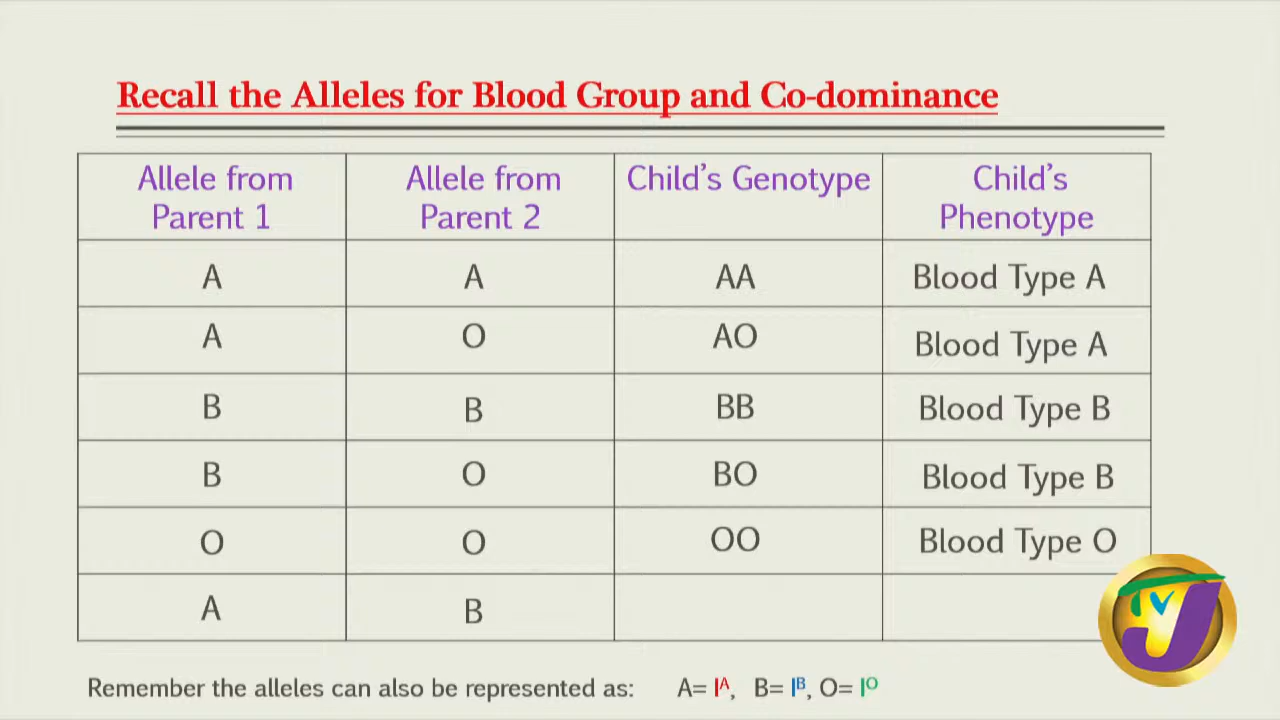 Recall the Alleles for Blood Group and Co-dominance
Allele from Parent 1 Allele from Parent 2 Child's Genotype Child's Phenotype
A A AA Blood Type A
A O AO Blood Type A
B B BB Blood Type B
B O BO Blood Type B
O O OO Blood Type O
A B
Remember the alleles can also be represented as: A= Iᴬ, B= Iᴮ, O= Iᴼ
TVJ